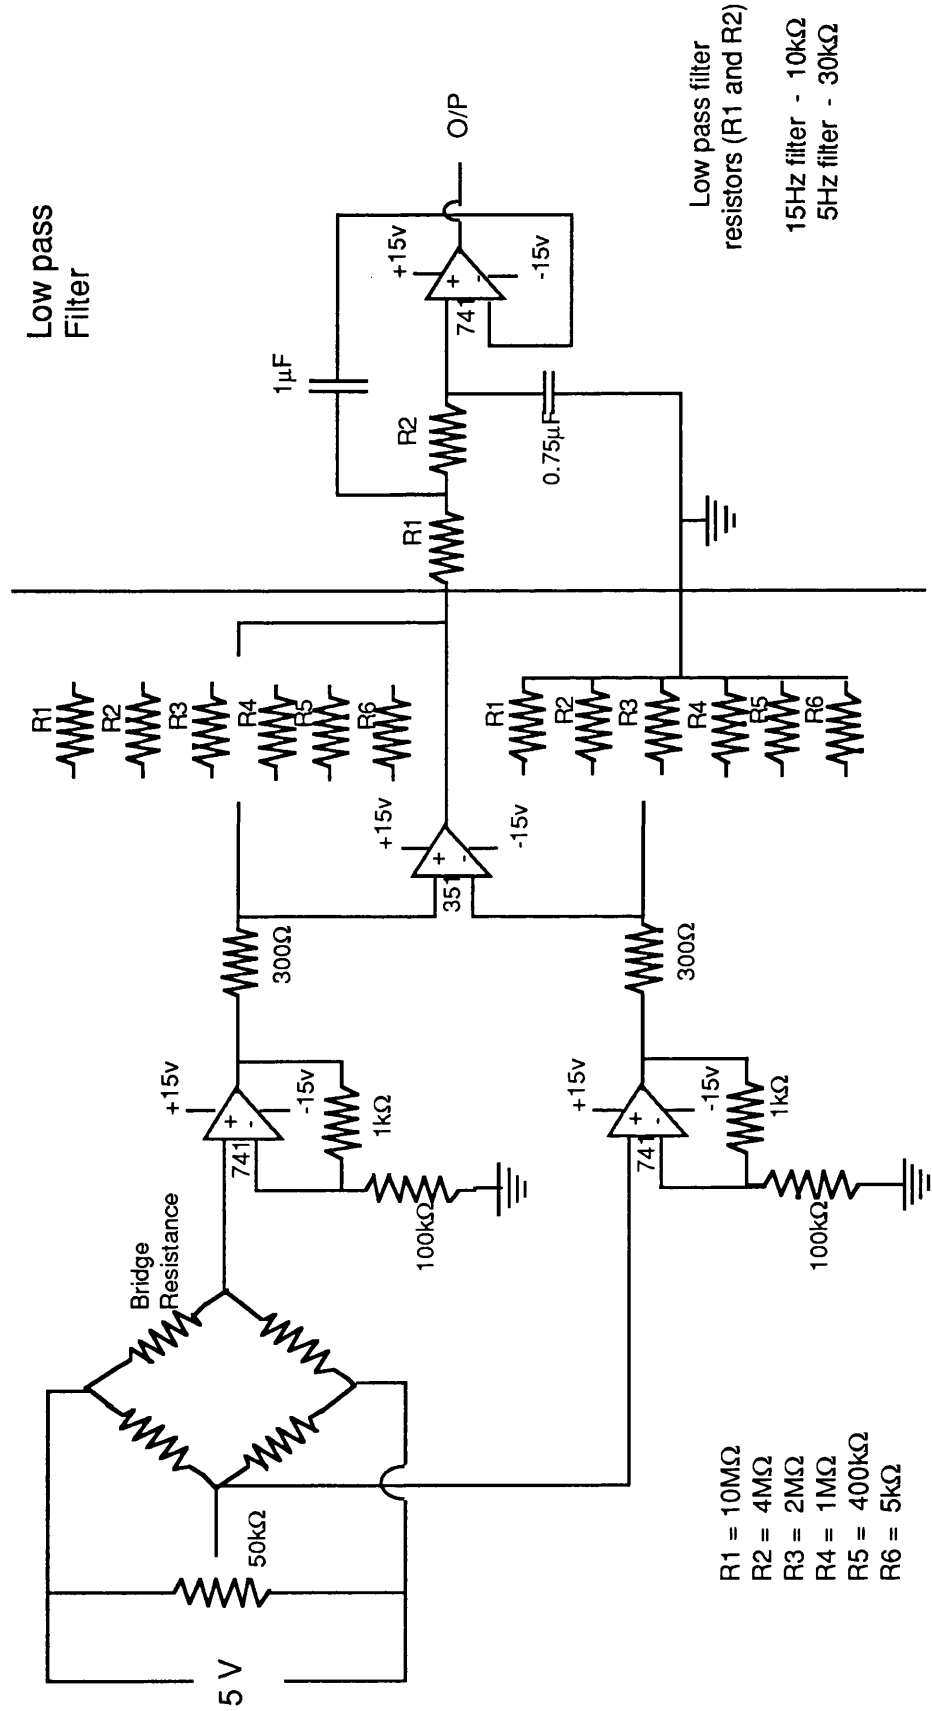 Low pass
Filter
5 V
50kΩ
Bridge
Resistance
+15v
741
+
-
-15v
1kΩ
100kΩ
300Ω
+15v
741
+
-
-15v
1kΩ
100kΩ
300Ω
+15v
351
+
-
-15v
R1
R2
R3
R4
R5
R6
R1
R2
R3
R4
R5
R6
R1
R2
1μF
0.75μF
+15v
741
+
-
-15v
O/P
R1 = 10MΩ
R2 = 4MΩ
R3 = 2MΩ
R4 = 1MΩ
R5 = 400kΩ
R6 = 5kΩ
Low pass filter
resistors (R1 and R2)
15Hz filter - 10kΩ
5Hz filter - 30kΩ